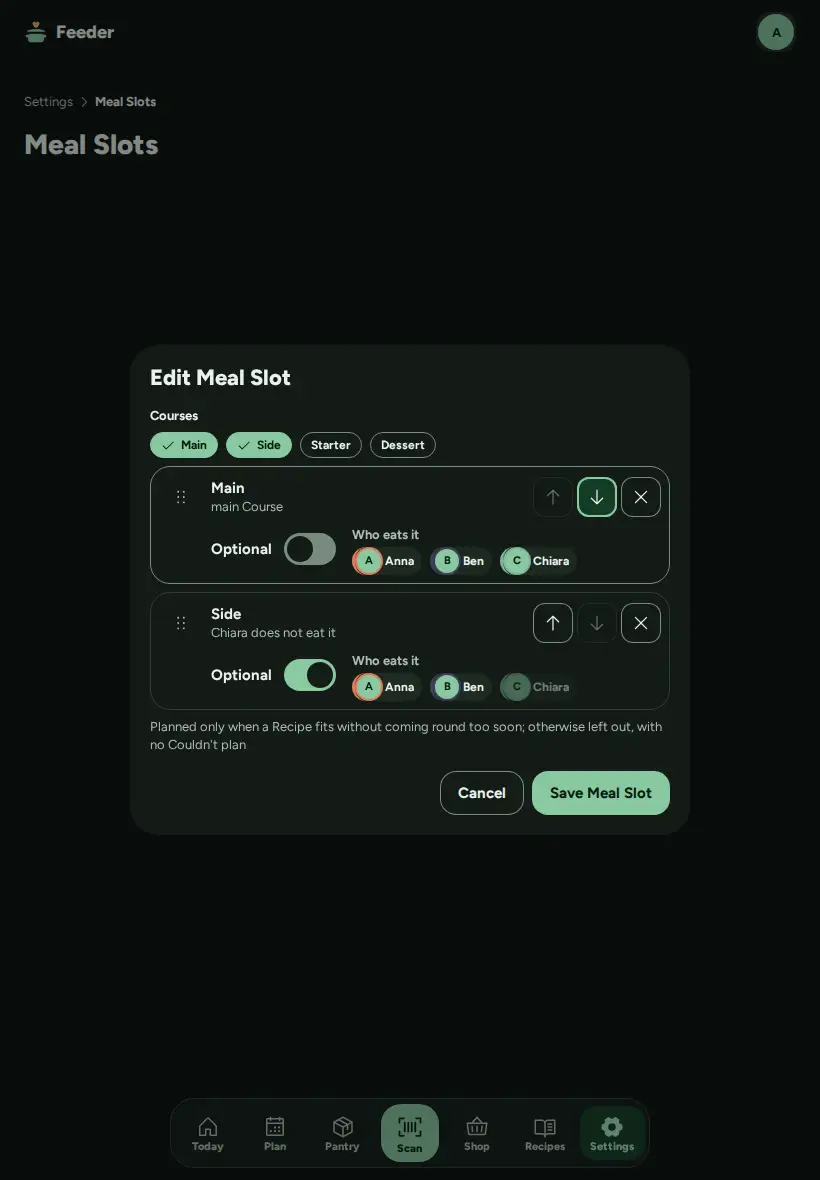 Feeder
A
Settings > Meal Slots
Meal Slots
Edit Meal Slot
Courses
Main Side Starter Dessert
Main
main Course
Optional
Who eats it
A Anna B Ben C Chiara
Side
Chiara does not eat it
Optional
Who eats it
A Anna B Ben C Chiara
Planned only when a Recipe fits without coming round too soon; otherwise left out, with
no Couldn't plan
Cancel Save Meal Slot
Today Plan Pantry Scan Shop Recipes Settings